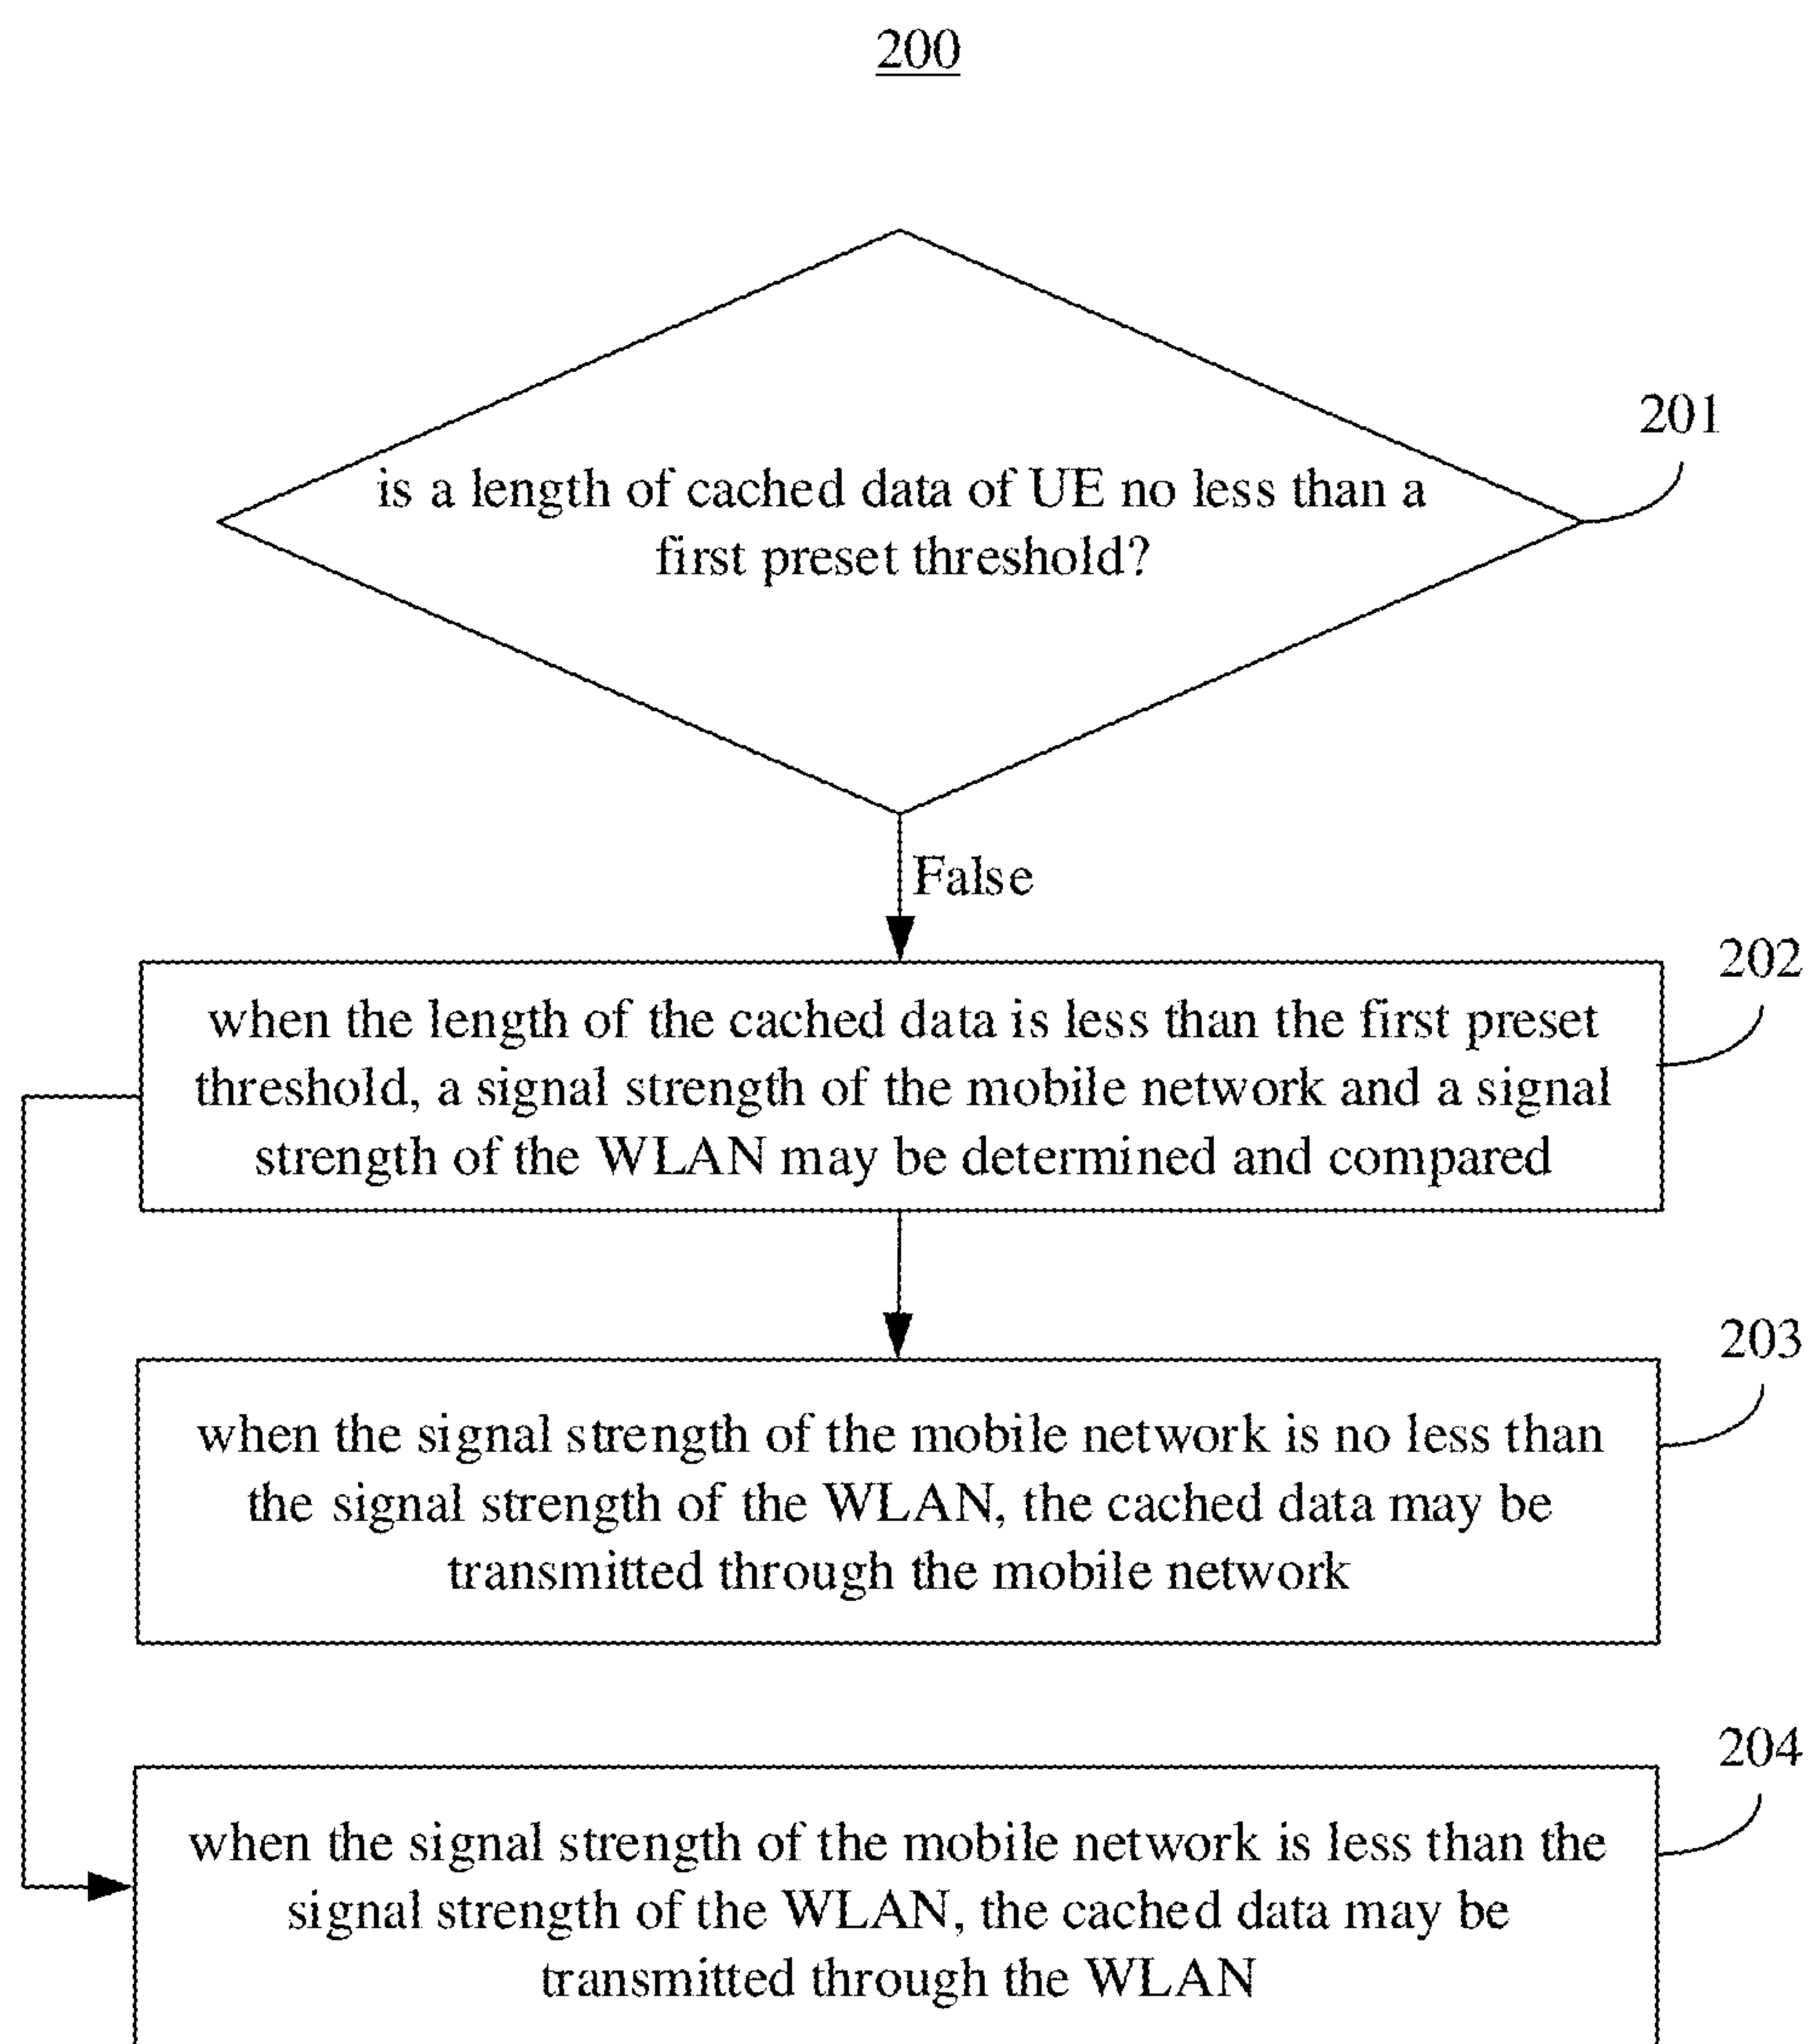 200
201
is a length of cached data of UE no less than a
first preset threshold?
False
202
when the length of the cached data is less than the first preset
threshold, a signal strength of the mobile network and a signal
strength of the WLAN may be determined and compared
203
when the signal strength of the mobile network is no less than
the signal strength of the WLAN, the cached data may be
transmitted through the mobile network
204
when the signal strength of the mobile network is less than the
signal strength of the WLAN, the cached data may be
transmitted through the WLAN